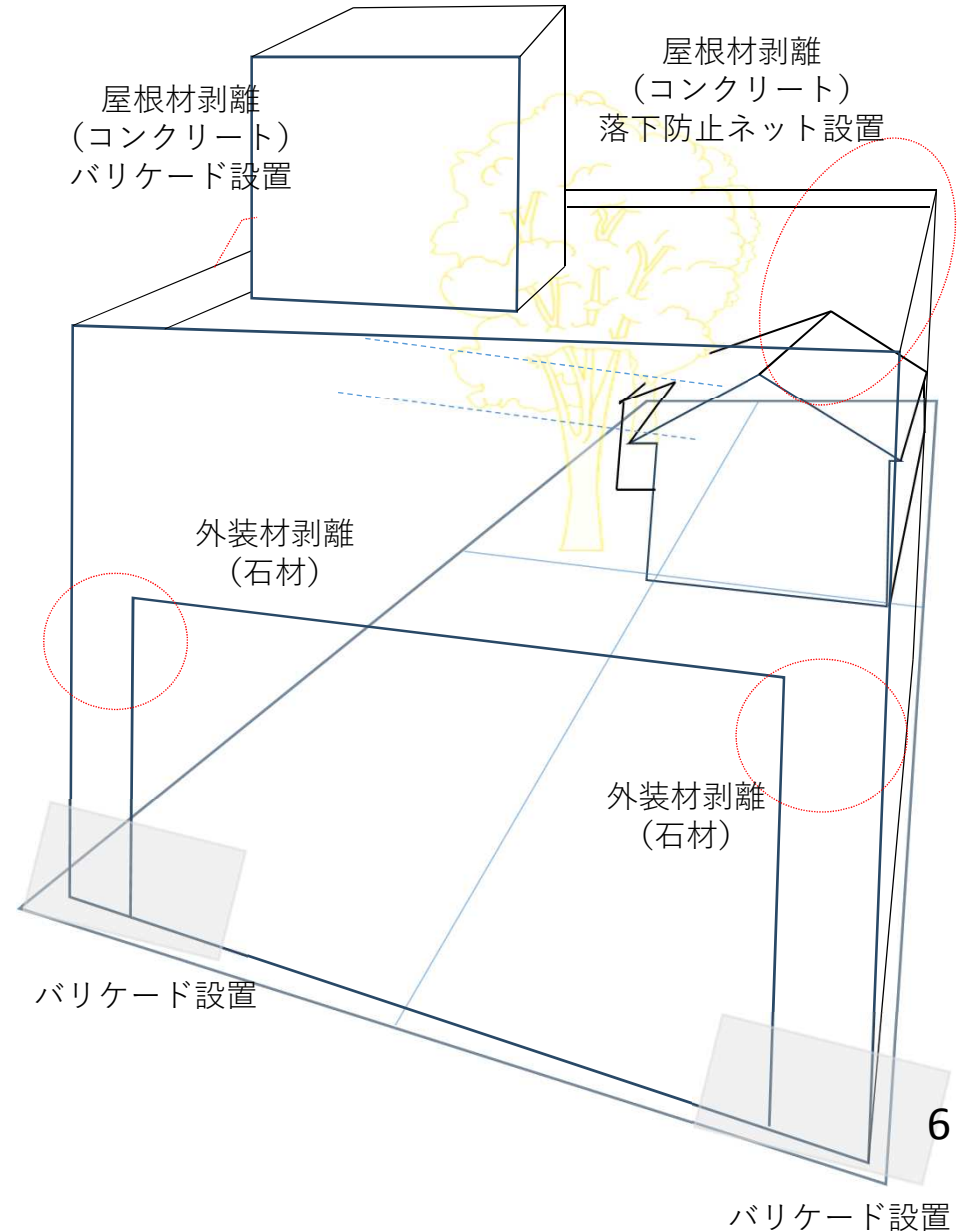 屋根材剥離
（コンクリート）
バリケード設置
屋根材剥離
（コンクリート）
落下防止ネット設置
外装材剥離
（石材）
外装材剥離
（石材）
バリケード設置
6
バリケード設置